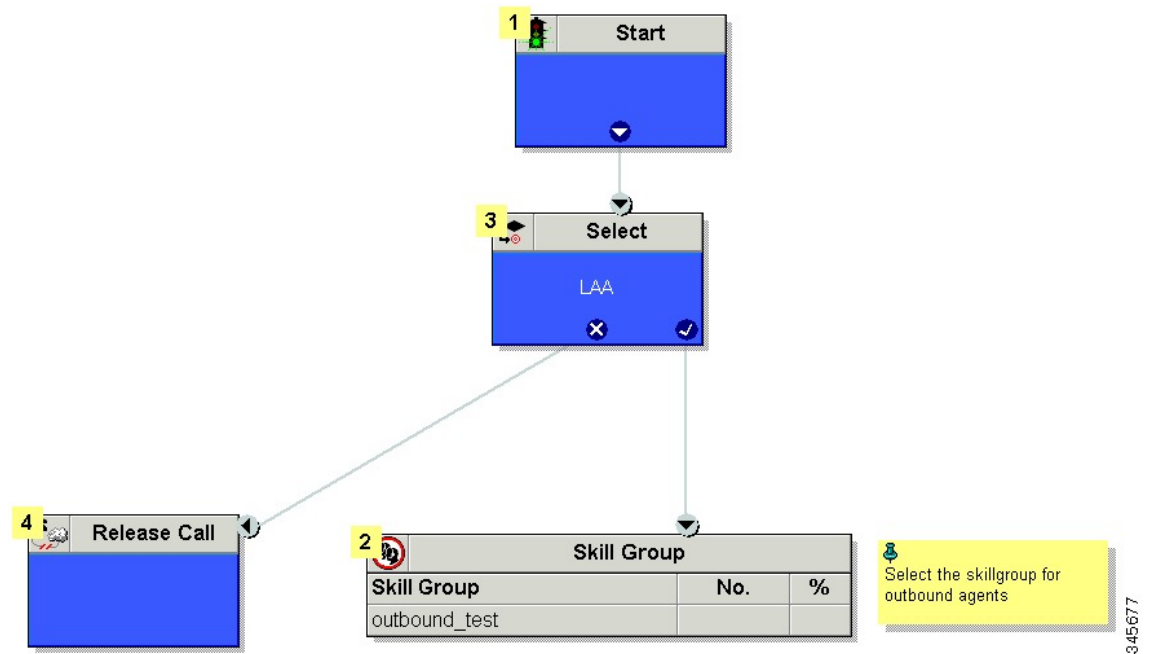 1
Start
3
Select
LAA
4
Release Call
2
Skill Group
Skill Group No. %
outbound_test
Select the skillgroup for
outbound agents
345677